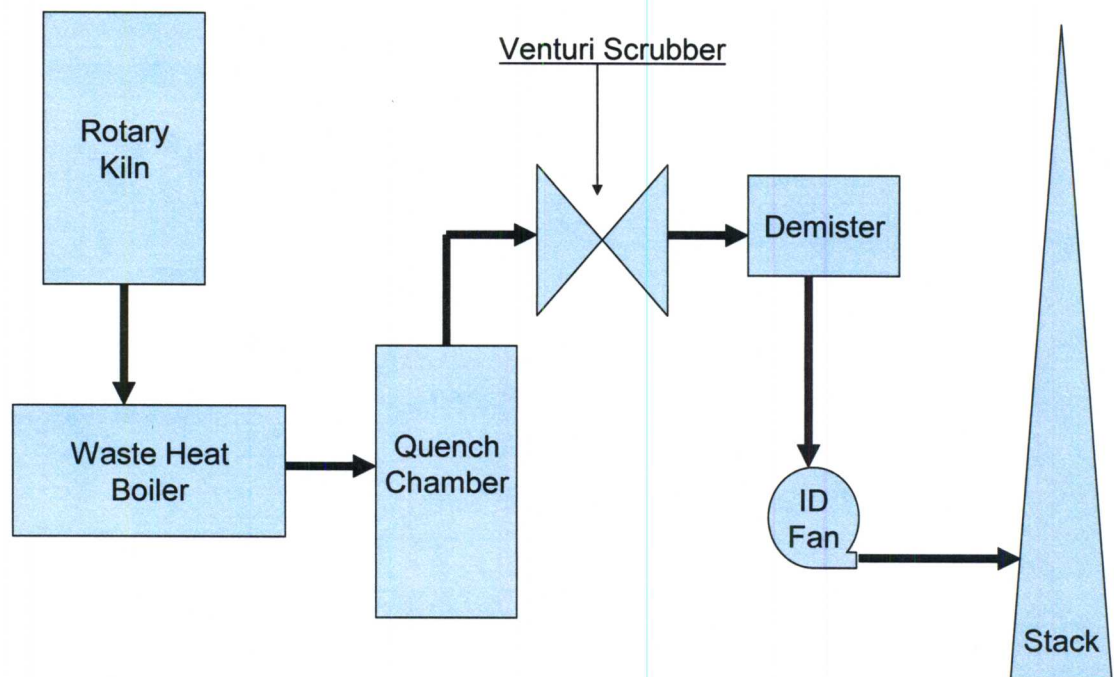 Rotary
Kiln
Waste Heat
Boiler
Quench
Chamber
Venturi Scrubber
Demister
ID
Fan
Stack